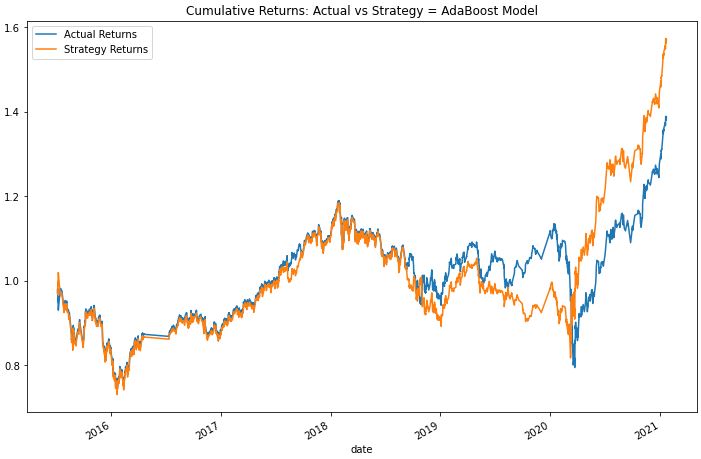 Cumulative Returns: Actual vs Strategy = AdaBoost Model
Actual Returns
Strategy Returns
1.6
1.4
1.2
1.0
0.8
2016
2017
2018
2019
2020
2021
date